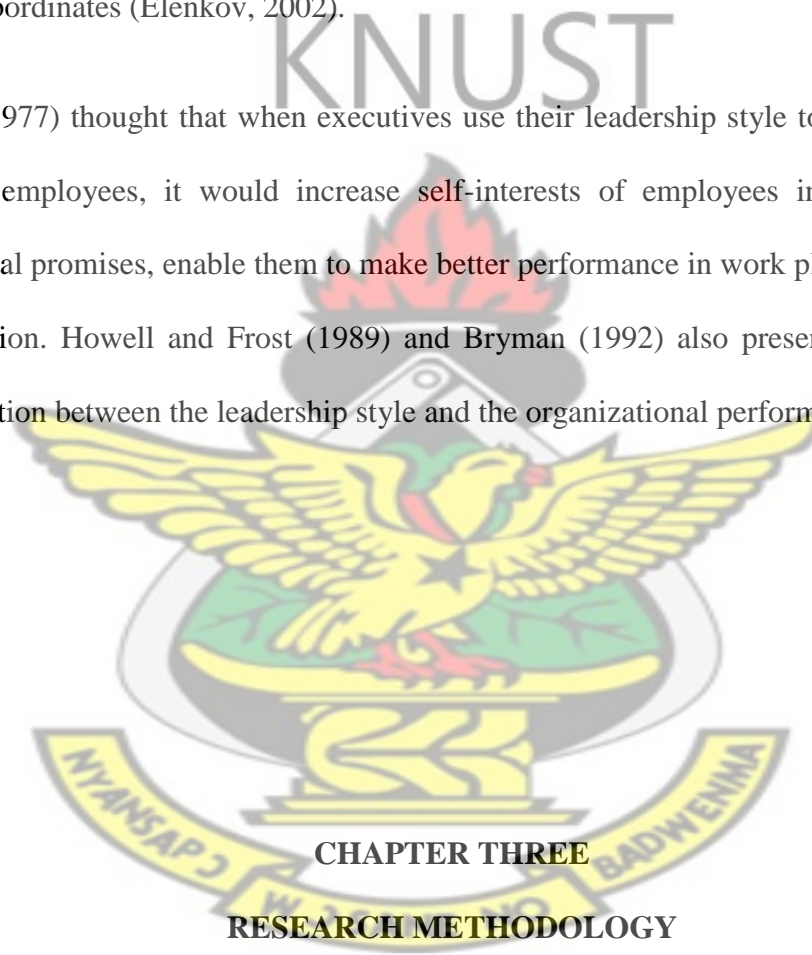 ordinates (Elenkov, 2002).
KNUST
977) thought that when executives use their leadership style to
employees, it would increase self-interests of employees in
al promises, enable them to make better performance in work pl
ion. Howell and Frost (1989) and Bryman (1992) also presen
tion between the leadership style and the organizational perform
NYANSAPƆ
BADWENMA
CHAPTER THREE
RESEARCH METHODOLOGY